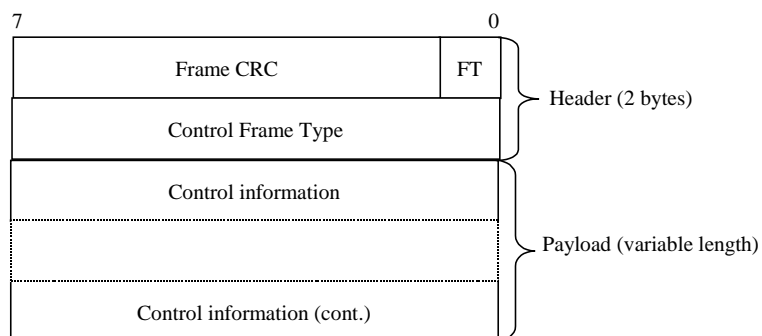 7 0
Frame CRC FT
Header (2 bytes)
Control Frame Type
Control information
Payload (variable length)
Control information (cont.)